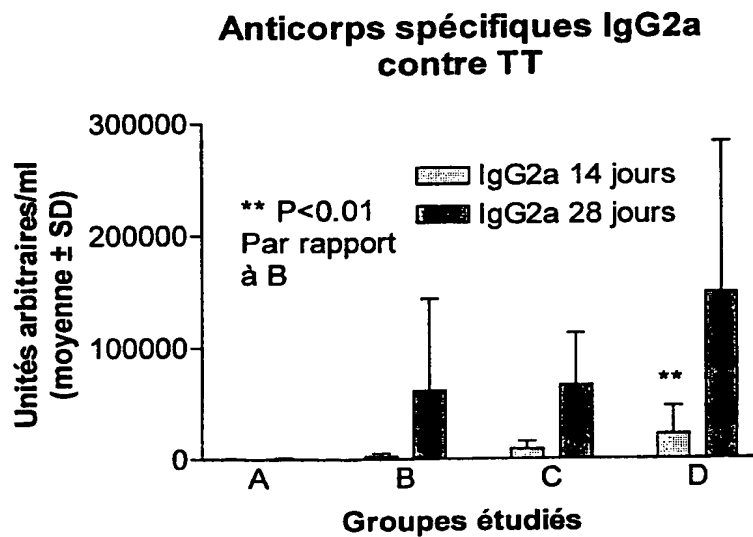 Anticorps spécifiques IgG2a
contre TT
Unités arbitraires/ml
(moyenne ± SD)
300000
200000
100000
0
** P<0.01
Par rapport
à B
IgG2a 14 jours
IgG2a 28 jours
**
A B C D
Groupes étudiés